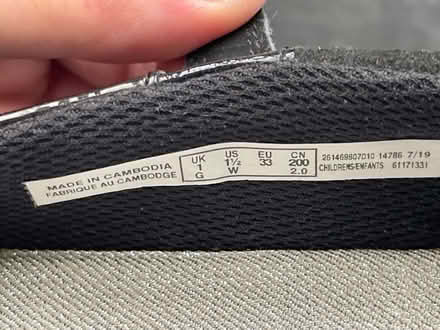 MADE IN CAMBODIA
FABRIQUE AU CAMBODGE
UK US EU CN
1 1½ 33 200
G W 2.0
261469807010 14786 7/19
CHILDRENS/ENFANTS 61171331